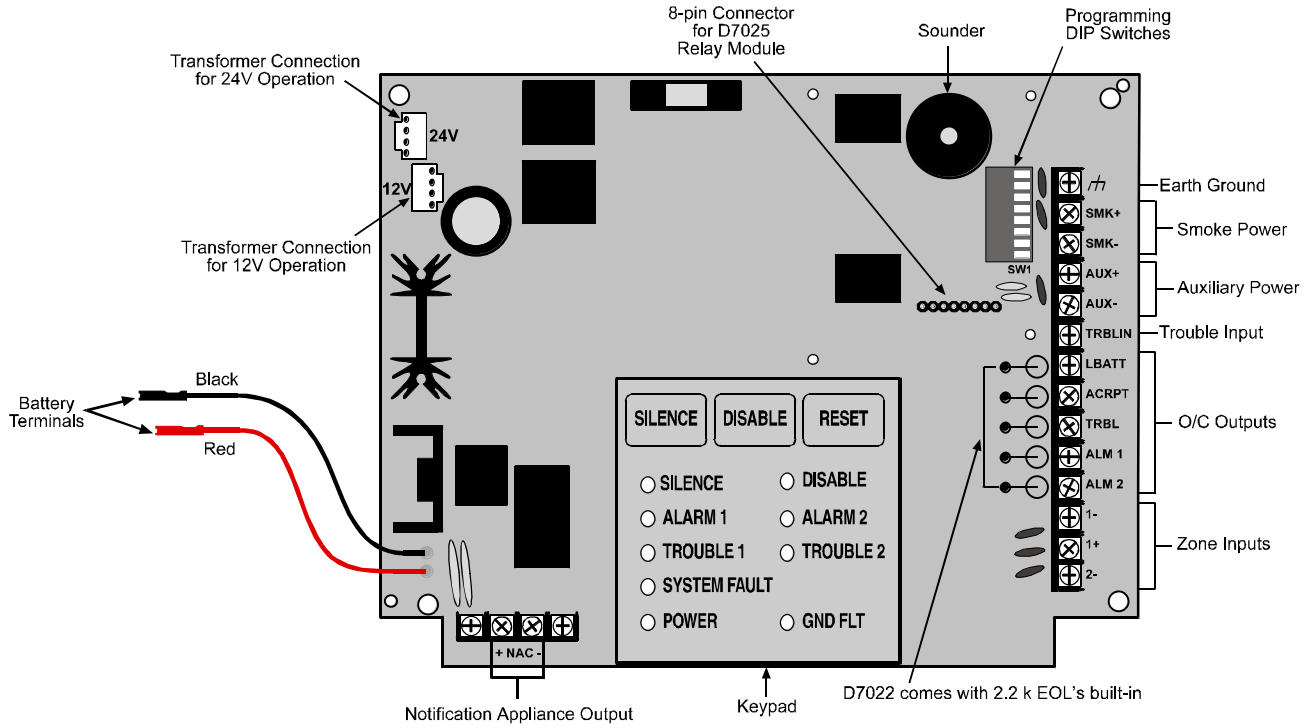 8-pin Connector
for D7025
Relay Module
Sounder
Programming
DIP Switches
Transformer Connection
for 24V Operation
24V
12V
Transformer Connection
for 12V Operation
SW1
Earth Ground
SMK+
SMK-
Smoke Power
AUX+
AUX-
Auxiliary Power
TRBLIN
Trouble Input
LBATT
ACRPT
TRBL
ALM 1
ALM 2
O/C Outputs
1-
1+
2-
Zone Inputs
Black
Battery
Terminals
Red
SILENCE
DISABLE
RESET
SILENCE
DISABLE
ALARM 1
ALARM 2
TROUBLE 1
TROUBLE 2
SYSTEM FAULT
POWER
GND FLT
+ NAC -
Notification Appliance Output
Keypad
D7022 comes with 2.2 k EOL's built-in